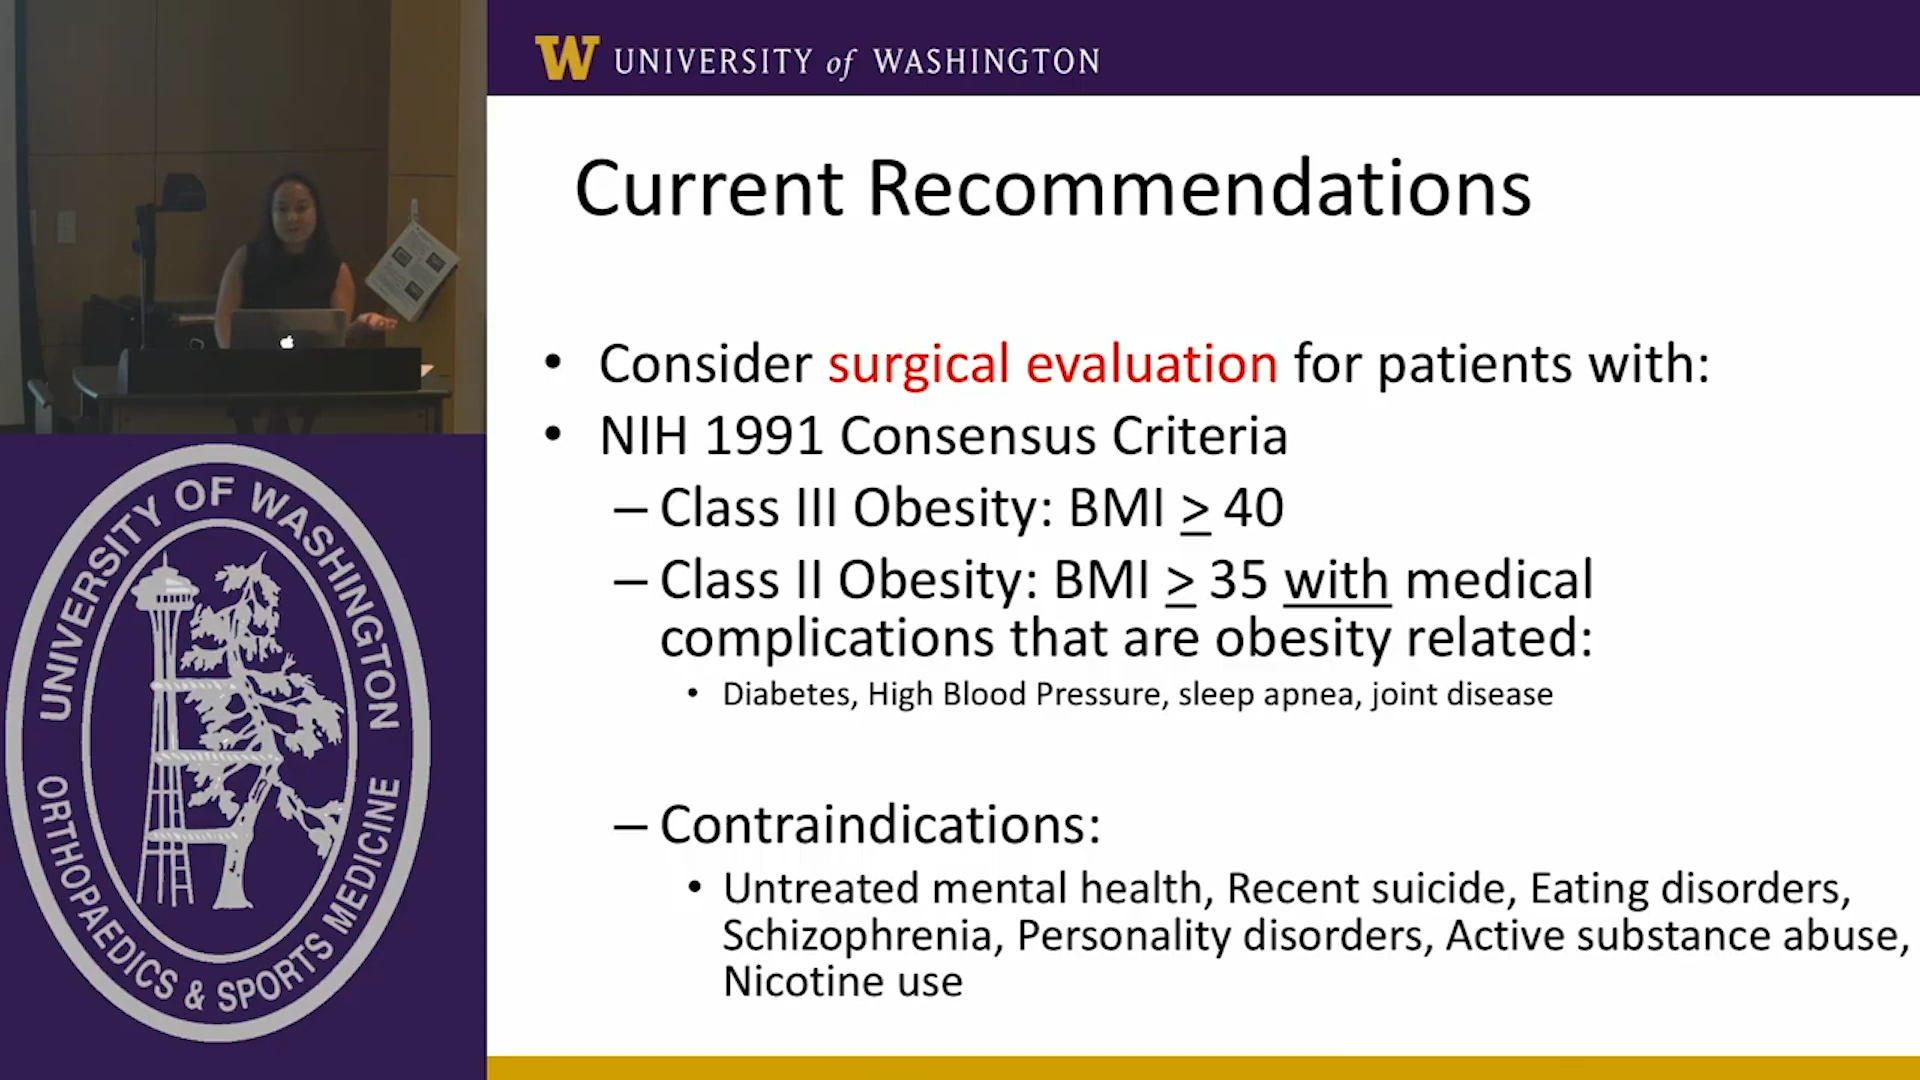 W UNIVERSITY of WASHINGTON
Current Recommendations
• Consider surgical evaluation for patients with:
• NIH 1991 Consensus Criteria
– Class III Obesity: BMI ≥ 40
– Class II Obesity: BMI ≥ 35 with medical
complications that are obesity related:
• Diabetes, High Blood Pressure, sleep apnea, joint disease
– Contraindications:
• Untreated mental health, Recent suicide, Eating disorders,
Schizophrenia, Personality disorders, Active substance abuse,
Nicotine use
UNIVERSITY OF WASHINGTON
ORTHOPAEDICS & SPORTS MEDICINE